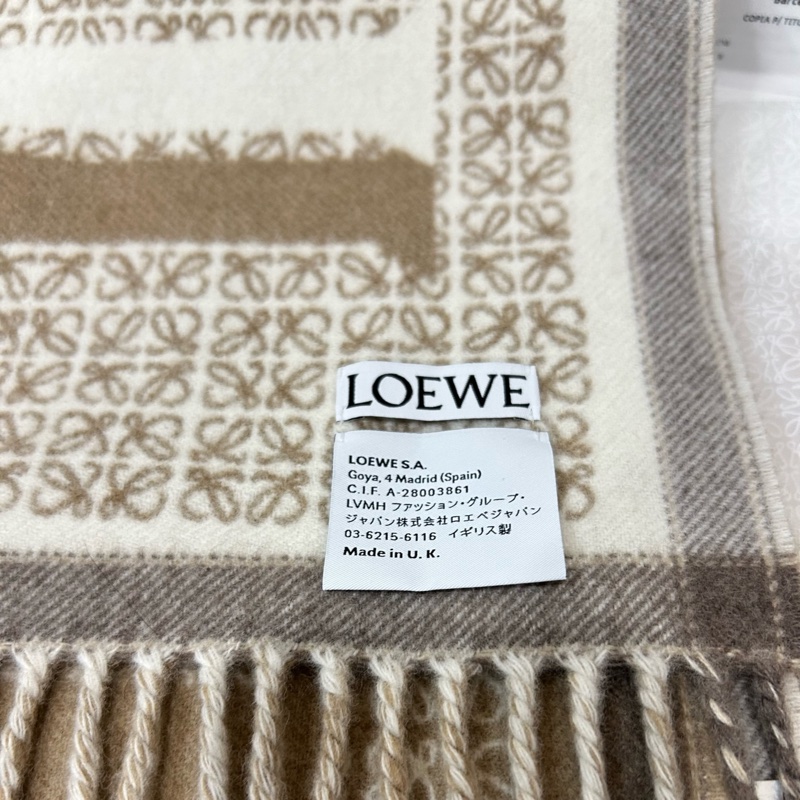 COPIA P/ TITU
LOEWE
LOEWE S.A.
Goya, 4 Madrid (Spain)
C.I.F. A-28003861
LVMH ファッション・グループ・
ジャパン株式会社ロエベジャパン
03-6215-6116 イギリス製
Made in U. K.